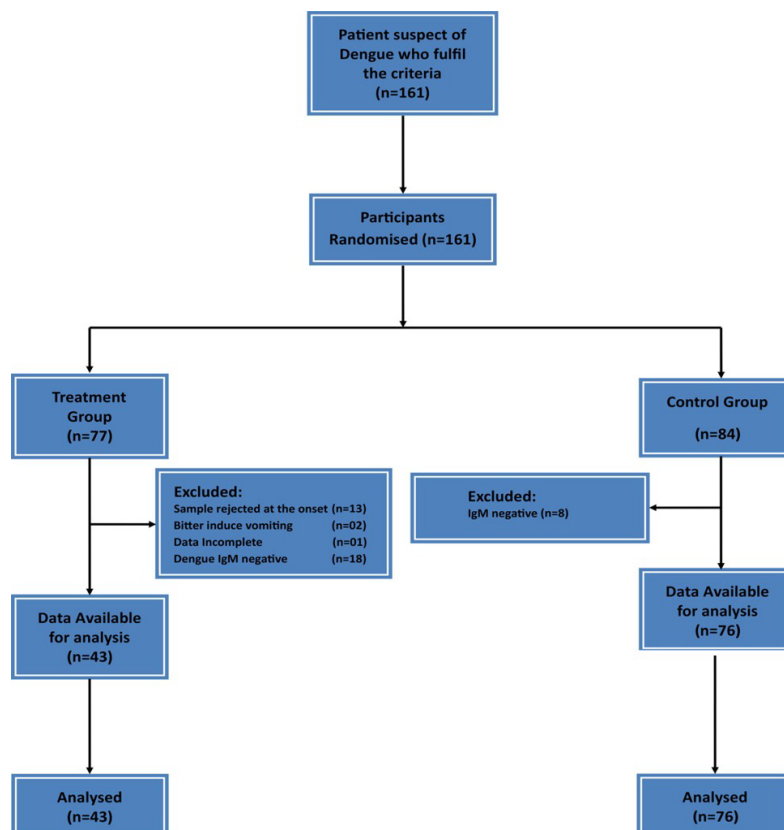 Patient suspect of
Dengue who fulfil
the criteria
(n=161)
Participants
Randomised (n=161)
Treatment
Group
(n=77)
Control Group
(n=84)
Excluded:
Sample rejected at the onset (n=13)
Bitter induce vomiting (n=02)
Data Incomplete (n=01)
Dengue IgM negative (n=18)
Excluded:
IgM negative (n=8)
Data Available
for analysis
(n=43)
Data Available
for analysis
(n=76)
Analysed
(n=43)
Analysed
(n=76)